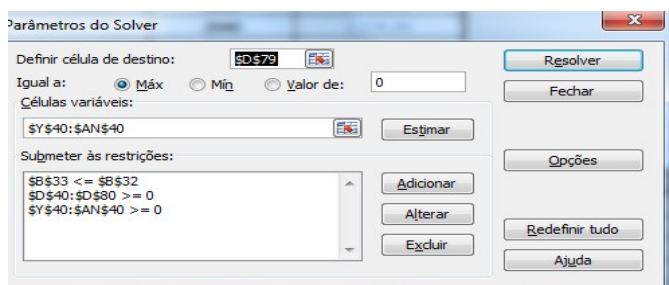 Parâmetros do Solver
Definir célula de destino: $D$79
Resolver
Igual a: Máx Mín Valor de: 0
Fechar
Células variáveis:
$Y$40:$AN$40
Estimar
Submeter às restrições:
Opções
$B$33 <= $B$32
$D$40:$D$80 >= 0
$Y$40:$AN$40 >= 0
Adicionar
Alterar
Excluir
Redefinir tudo
Ajuda